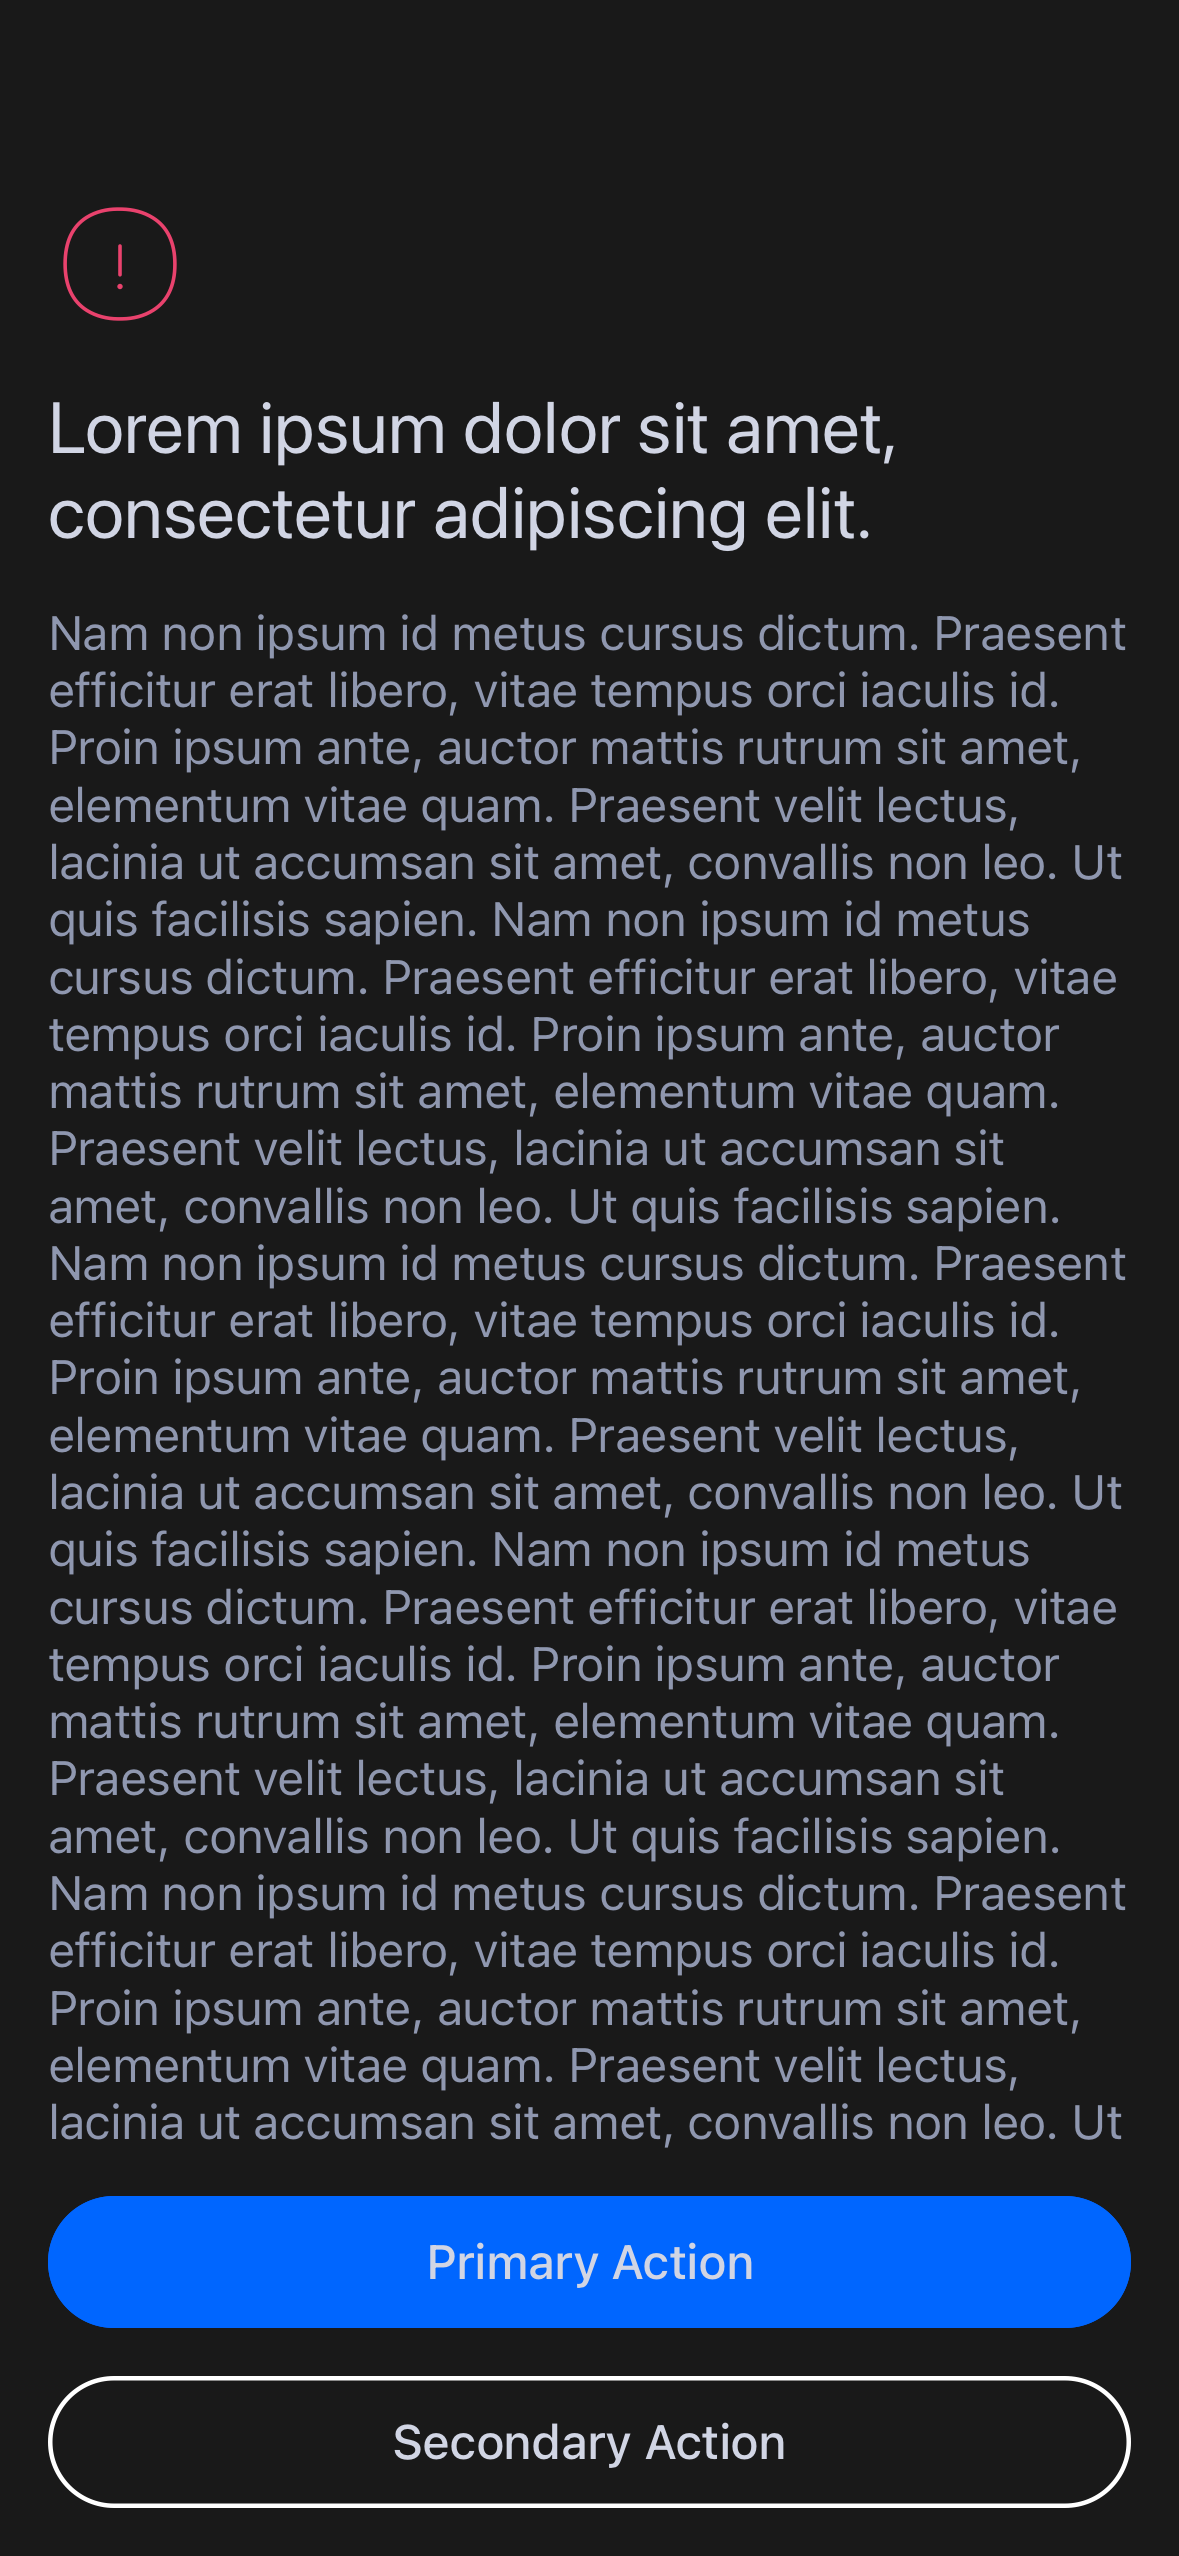 !
Lorem ipsum dolor sit amet,
consectetur adipiscing elit.
Nam non ipsum id metus cursus dictum. Praesent
efficitur erat libero, vitae tempus orci iaculis id.
Proin ipsum ante, auctor mattis rutrum sit amet,
elementum vitae quam. Praesent velit lectus,
lacinia ut accumsan sit amet, convallis non leo. Ut
quis facilisis sapien. Nam non ipsum id metus
cursus dictum. Praesent efficitur erat libero, vitae
tempus orci iaculis id. Proin ipsum ante, auctor
mattis rutrum sit amet, elementum vitae quam.
Praesent velit lectus, lacinia ut accumsan sit
amet, convallis non leo. Ut quis facilisis sapien.
Nam non ipsum id metus cursus dictum. Praesent
efficitur erat libero, vitae tempus orci iaculis id.
Proin ipsum ante, auctor mattis rutrum sit amet,
elementum vitae quam. Praesent velit lectus,
lacinia ut accumsan sit amet, convallis non leo. Ut
quis facilisis sapien. Nam non ipsum id metus
cursus dictum. Praesent efficitur erat libero, vitae
tempus orci iaculis id. Proin ipsum ante, auctor
mattis rutrum sit amet, elementum vitae quam.
Praesent velit lectus, lacinia ut accumsan sit
amet, convallis non leo. Ut quis facilisis sapien.
Nam non ipsum id metus cursus dictum. Praesent
efficitur erat libero, vitae tempus orci iaculis id.
Proin ipsum ante, auctor mattis rutrum sit amet,
elementum vitae quam. Praesent velit lectus,
lacinia ut accumsan sit amet, convallis non leo. Ut
Primary Action
Secondary Action